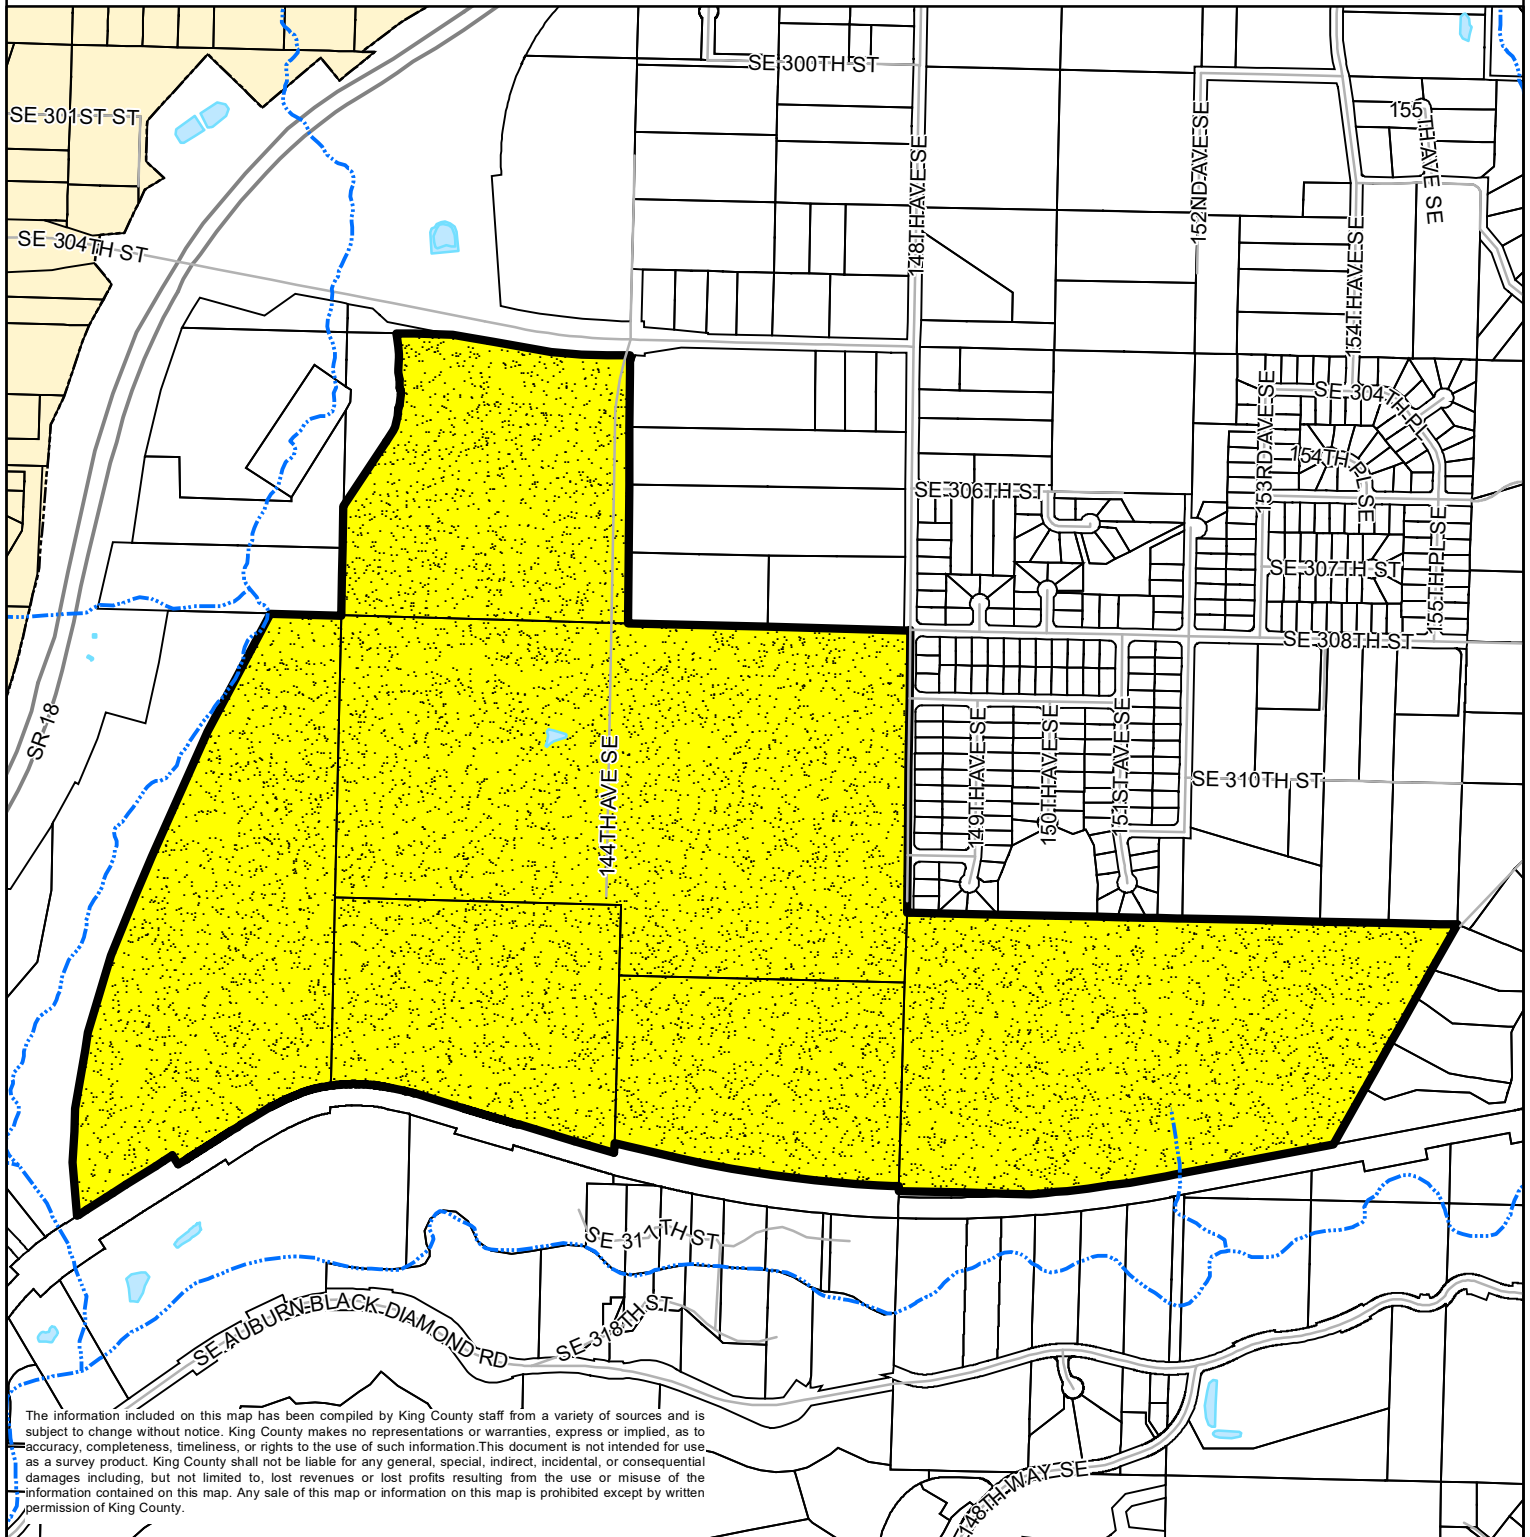 SE 300TH ST
SE 301ST ST
155TH AVE SE
148TH AVE SE
152ND AVE SE
SE 304TH ST
154TH AVE SE
SE 304TH PL
153RD AVE SE
154TH PL SE
SE 306TH ST
155TH PL SE
SE 307TH ST
SE 308TH ST
SR 18
144TH AVE SE
149TH AVE SE
150TH AVE SE
151ST AVE SE
SE 310TH ST
SE 317TH ST
SE 318TH ST
SE AUBURN-BLACK DIAMOND RD
148TH WAY SE
The information included on this map has been compiled by King County staff from a variety of sources and is
subject to change without notice. King County makes no representations or warranties, express or implied, as to
accuracy, completeness, timeliness, or rights to the use of such information.This document is not intended for use
as a survey product. King County shall not be liable for any general, special, indirect, incidental, or consequential
damages including, but not limited to, lost revenues or lost profits resulting from the use or misuse of the
information contained on this map. Any sale of this map or information on this map is prohibited except by written
permission of King County.